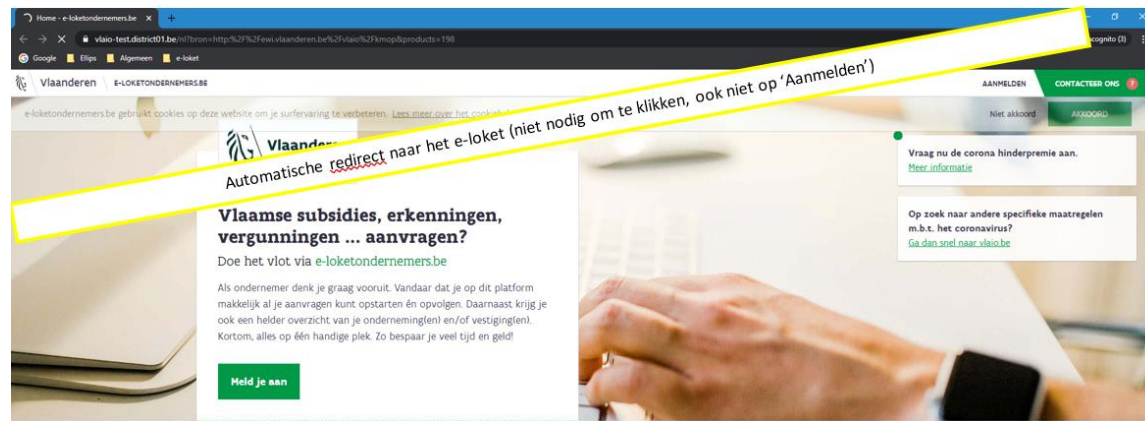 Home - e-loketondernemers.be
vlaio-test.district01.be/nl?bron=http:%2F%2Fewi.vlaanderen.be%2Fvlaio%2Fkmop&products=198
Incognito (3)
Google Ellips Algemeen e-loket
Vlaanderen E-LOKETONDERNEMERS.BE
AANMELDEN CONTACTEER ONS
e-loketondernemers.be gebruikt cookies op deze website om je surfervaring te verbeteren. Lees meer over het
Niet akkoord AKKOORD
Automatische redirect naar het e-loket (niet nodig om te klikken, ook niet op ‘Aanmelden’)
Vlaamse subsidies, erkenningen,
vergunningen ... aanvragen?
Doe het vlot via e-loketondernemers.be
Als ondernemer denk je graag vooruit. Vandaar dat je op dit platform
makkelijk al je aanvragen kunt opstarten én opvolgen. Daarnaast krijg je
ook een helder overzicht van je onderneming(en) en/of vestiging(en).
Kortom, alles op één handige plek. Zo bespaar je veel tijd en geld!
Meld je aan
Vraag nu de corona hinderpremie aan.
Meer informatie
Op zoek naar andere specifieke maatregelen
m.b.t. het coronavirus?
Ga dan snel naar vlaio.be